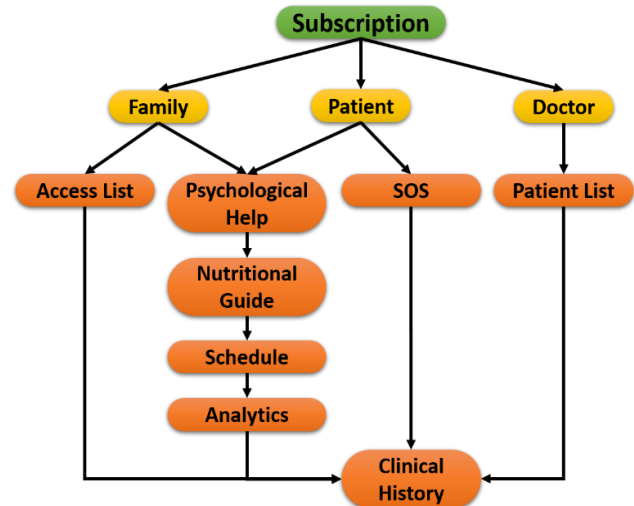 Subscription
Family
Patient
Doctor
Access List
Psychological
Help
SOS
Patient List
Nutritional
Guide
Schedule
Analytics
Clinical
History